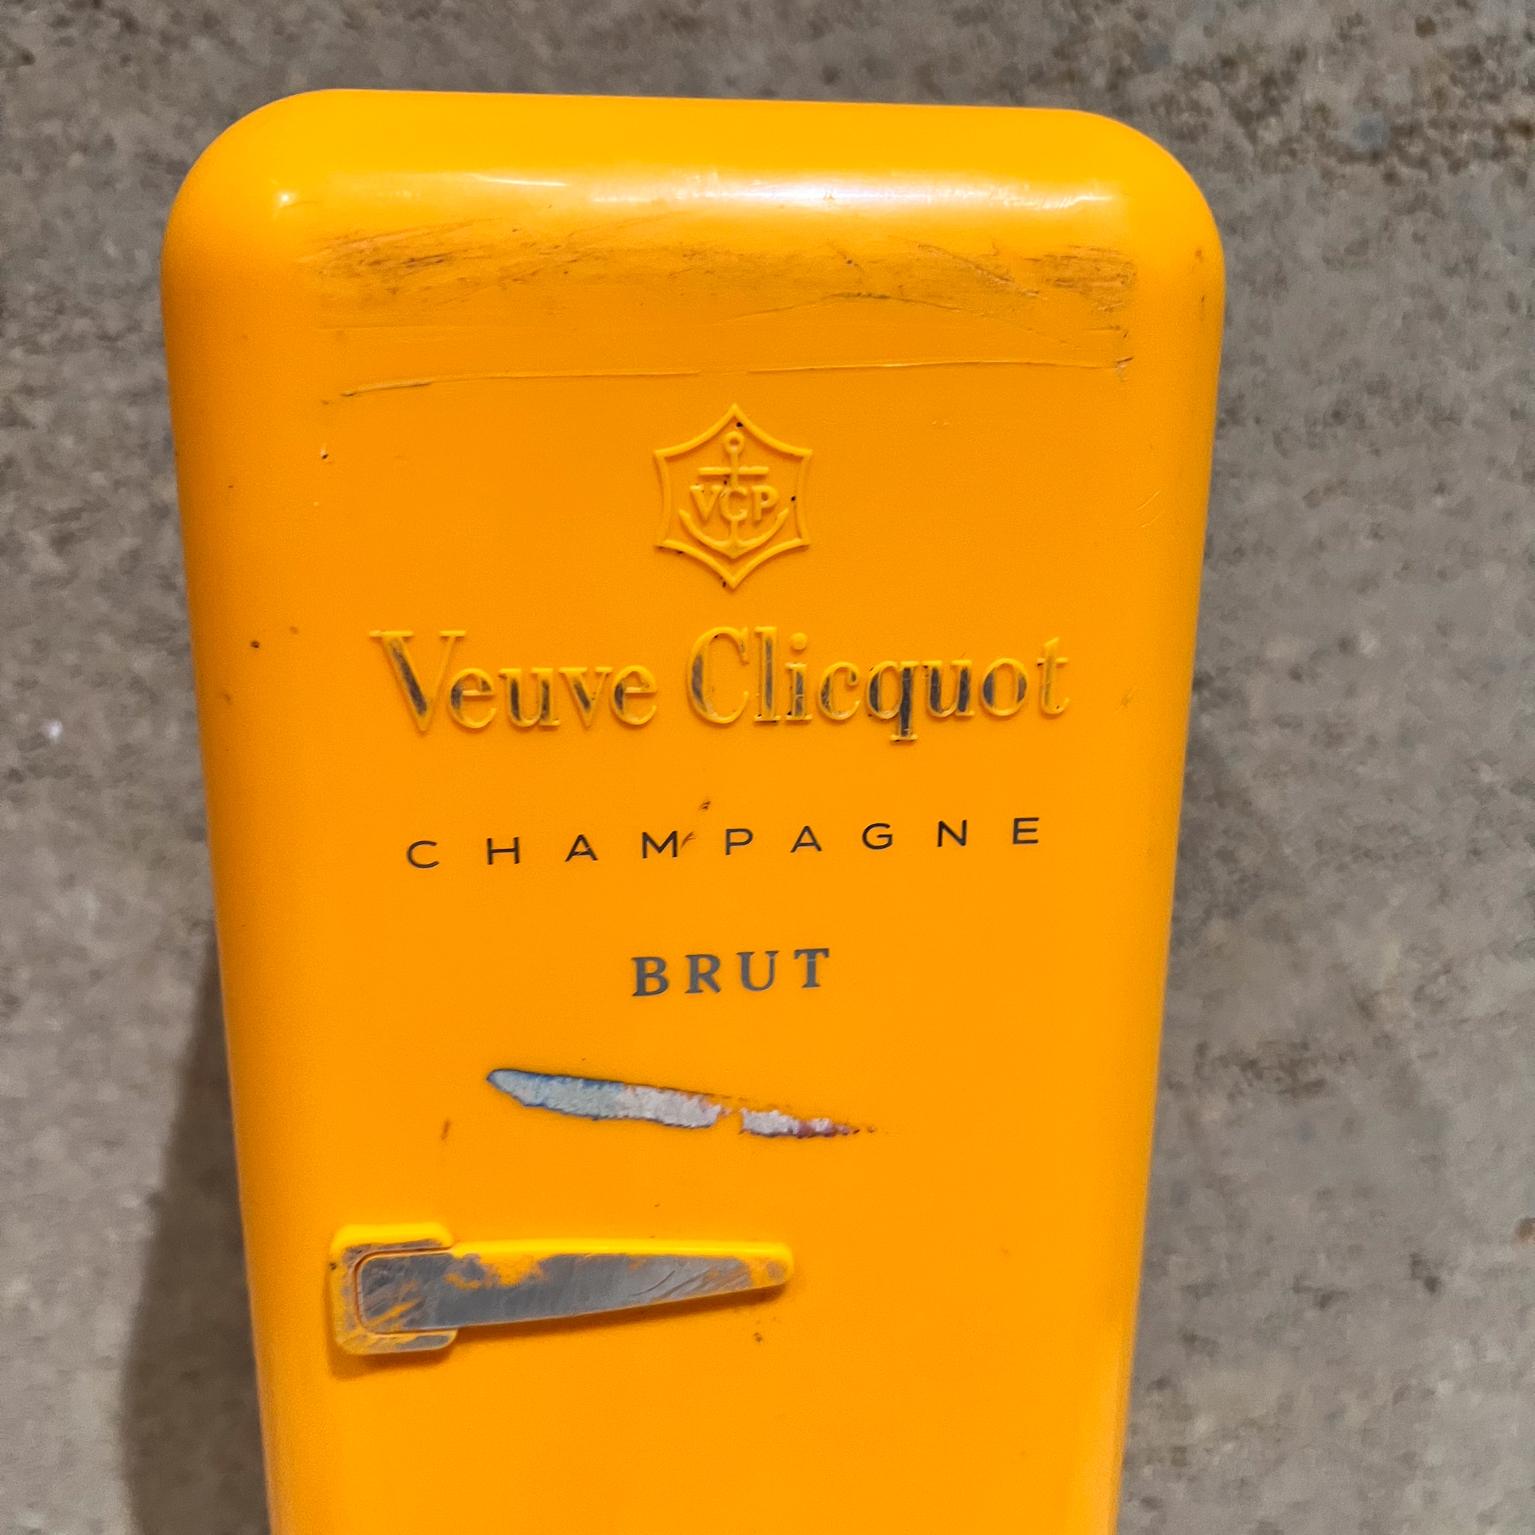 VCP
Veuve Clicquot
CHAMPAGNE
BRUT